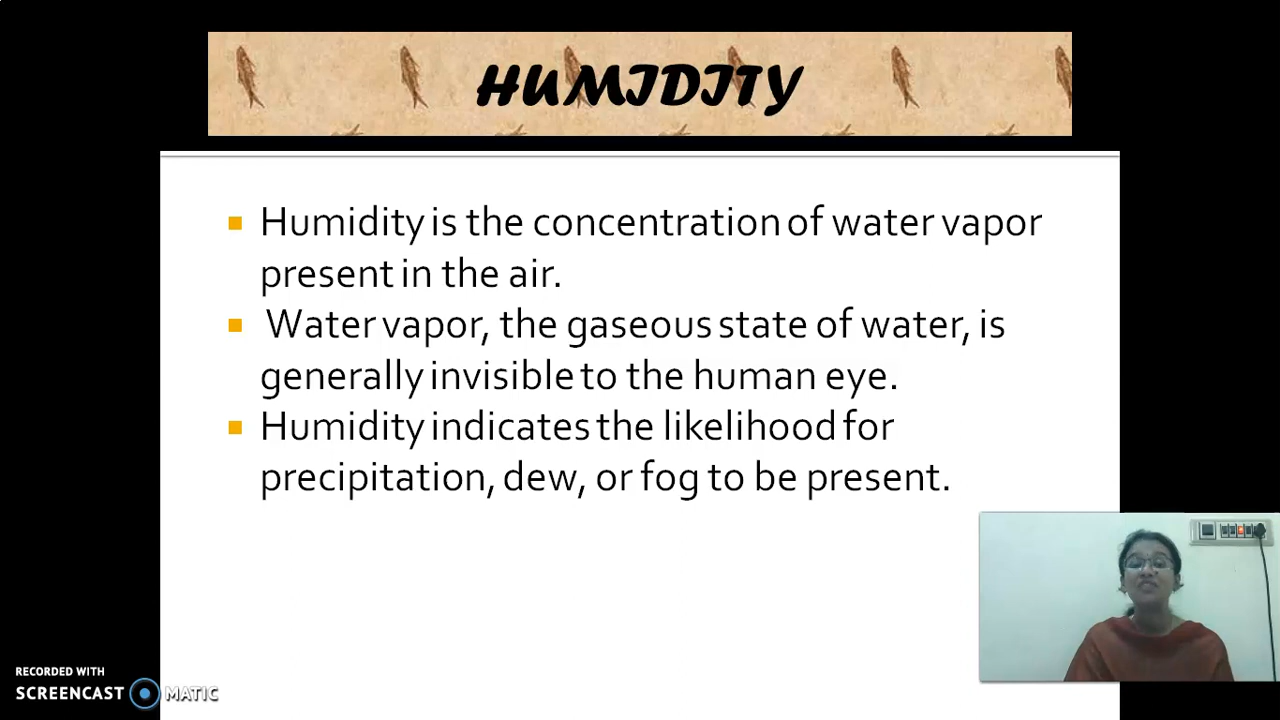 HUMIDITY
Humidity is the concentration of water vapor
present in the air.
Water vapor, the gaseous state of water, is
generally invisible to the human eye.
Humidity indicates the likelihood for
precipitation, dew, or fog to be present.
RECORDED WITH
SCREENCAST MATIC